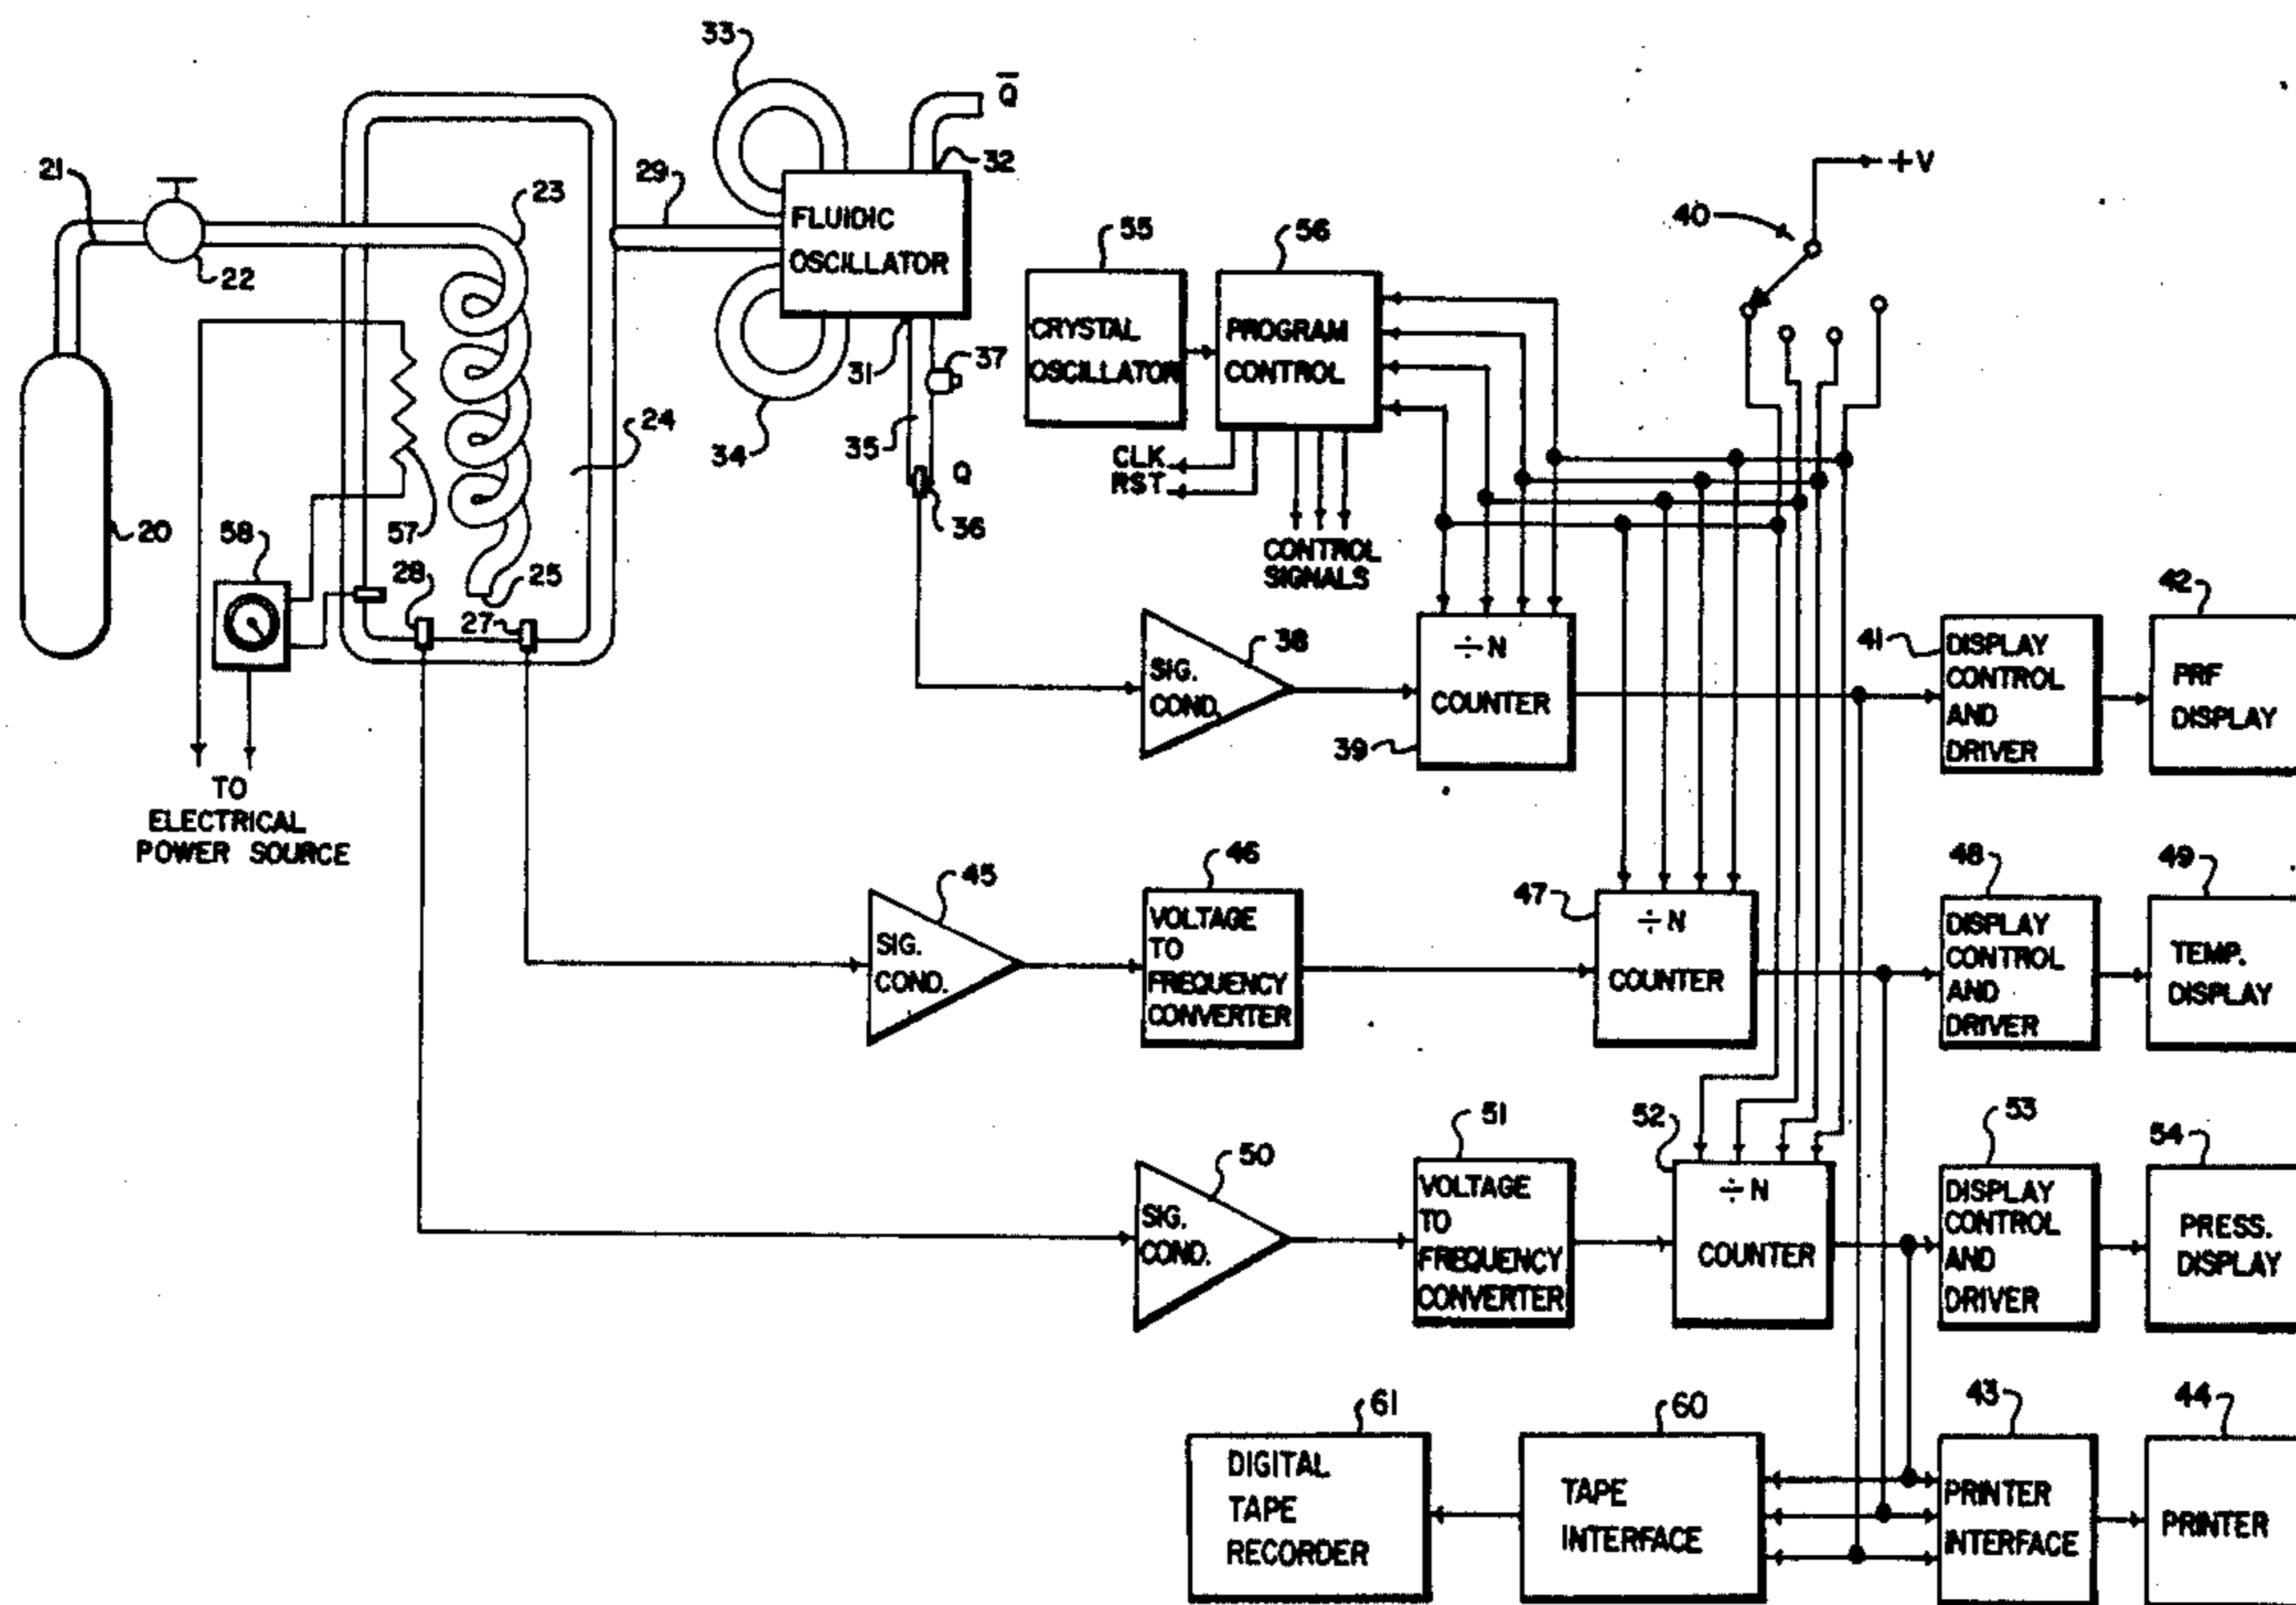 33
Q̅
32
21
29
23
+V
40
FLUIDIC
OSCILLATOR
22
55
56
CRYSTAL
OSCILLATOR
PROGRAM
CONTROL
37
31
24
34
35
Q
CLK
RST
36
20
57
58
28
25
27
CONTROL
SIGNALS
42
38
41
÷N
COUNTER
SIG.
COND.
39
DISPLAY
CONTROL
AND
DRIVER
PRF
DISPLAY
TO
ELECTRICAL
POWER SOURCE
45
46
47
48
49
SIG.
COND.
VOLTAGE
TO
FREQUENCY
CONVERTER
÷N
COUNTER
DISPLAY
CONTROL
AND
DRIVER
TEMP.
DISPLAY
50
51
52
53
54
SIG.
COND.
VOLTAGE
TO
FREQUENCY
CONVERTER
÷N
COUNTER
DISPLAY
CONTROL
AND
DRIVER
PRESS.
DISPLAY
61
60
43
44
DIGITAL
TAPE
RECORDER
TAPE
INTERFACE
PRINTER
INTERFACE
PRINTER